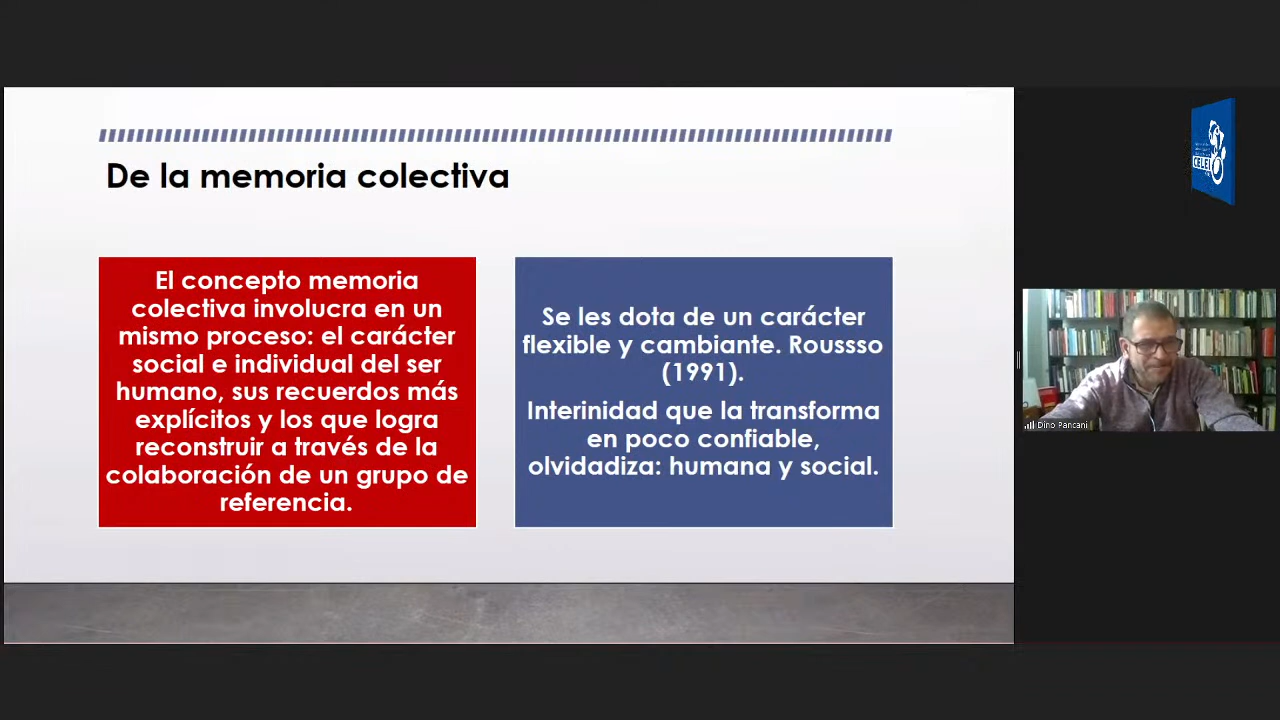 De la memoria colectiva
El concepto memoria
colectiva involucra en un
mismo proceso: el carácter
social e individual del ser
humano, sus recuerdos más
explícitos y los que logra
reconstruir a través de la
colaboración de un grupo de
referencia.
Se les dota de un carácter
flexible y cambiante. Roussso
(1991).
Interinidad que la transforma
en poco confiable,
olvidadiza: humana y social.
CELEI
Dino Pancani